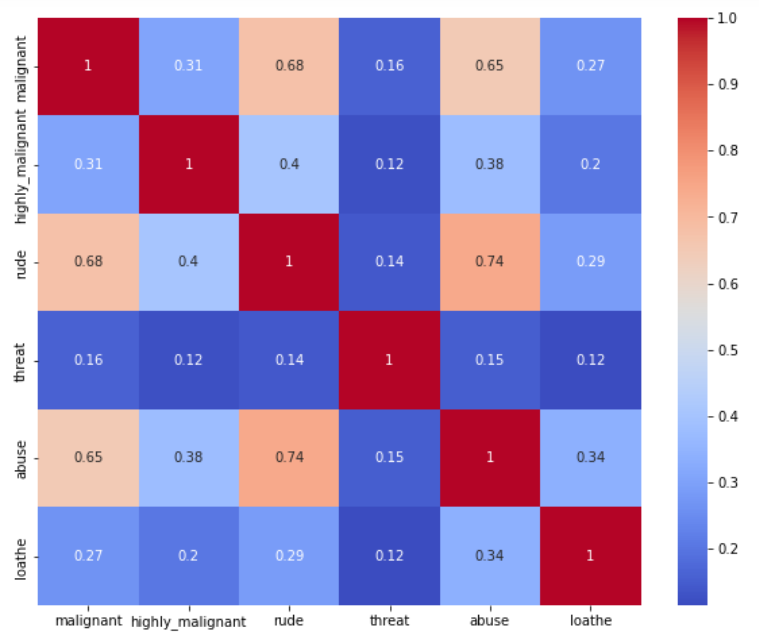 malignant 1 0.31 0.68 0.16 0.65 0.27 1.0
highly_malignant 0.31 1 0.4 0.12 0.38 0.2 0.9
rude 0.68 0.4 1 0.14 0.74 0.29 0.8
threat 0.16 0.12 0.14 1 0.15 0.12 0.7
abuse 0.65 0.38 0.74 0.15 1 0.34 0.6
loathe 0.27 0.2 0.29 0.12 0.34 1 0.5
malignant highly_malignant rude threat abuse loathe
0.4
0.3
0.2